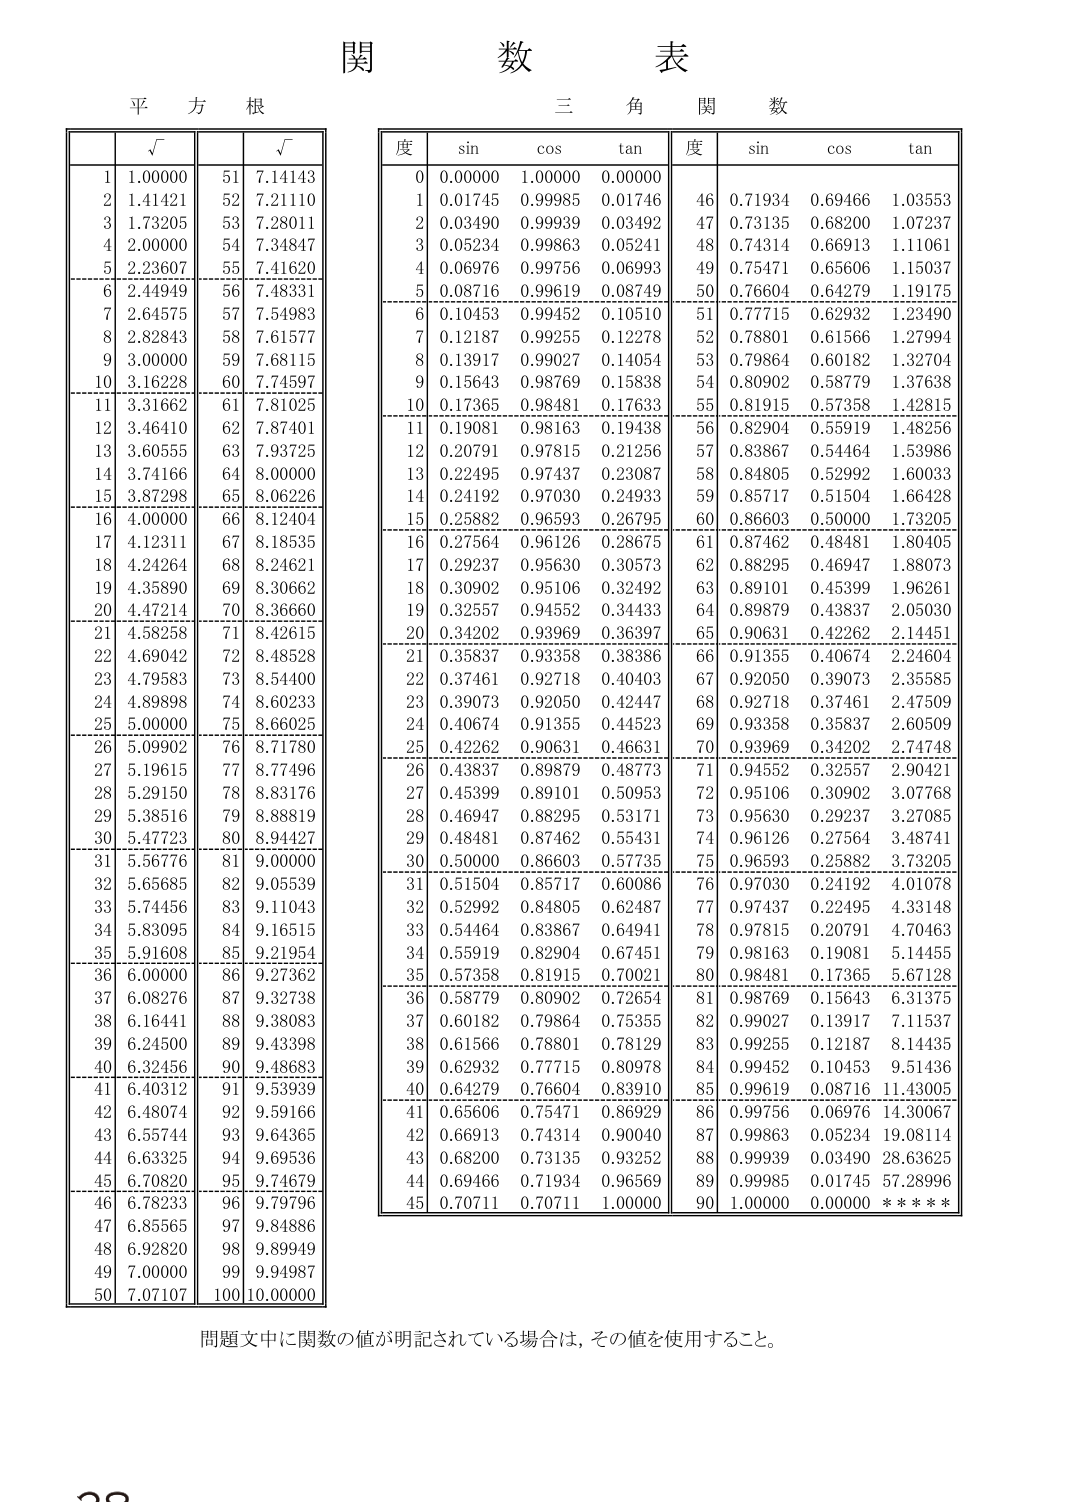 関数表
平方根
√ √
1 1.00000 51 7.14143
2 1.41421 52 7.21110
3 1.73205 53 7.28011
4 2.00000 54 7.34847
5 2.23607 55 7.41620
6 2.44949 56 7.48331
7 2.64575 57 7.54983
8 2.82843 58 7.61577
9 3.00000 59 7.68115
10 3.16228 60 7.74597
11 3.31662 61 7.81025
12 3.46410 62 7.87401
13 3.60555 63 7.93725
14 3.74166 64 8.00000
15 3.87298 65 8.06226
16 4.00000 66 8.12404
17 4.12311 67 8.18535
18 4.24264 68 8.24621
19 4.35890 69 8.30662
20 4.47214 70 8.36660
21 4.58258 71 8.42615
22 4.69042 72 8.48528
23 4.79583 73 8.54400
24 4.89898 74 8.60233
25 5.00000 75 8.66025
26 5.09902 76 8.71780
27 5.19615 77 8.77496
28 5.29150 78 8.83176
29 5.38516 79 8.88819
30 5.47723 80 8.94427
31 5.56776 81 9.00000
32 5.65685 82 9.05539
33 5.74456 83 9.11043
34 5.83095 84 9.16515
35 5.91608 85 9.21954
36 6.00000 86 9.27362
37 6.08276 87 9.32738
38 6.16441 88 9.38083
39 6.24500 89 9.43398
40 6.32456 90 9.48683
41 6.40312 91 9.53939
42 6.48074 92 9.59166
43 6.55744 93 9.64365
44 6.63325 94 9.69536
45 6.70820 95 9.74679
46 6.78233 96 9.79796
47 6.85565 97 9.84886
48 6.92820 98 9.89949
49 7.00000 99 9.94987
50 7.07107 100 10.00000
三角関数
度 sin cos tan 度 sin cos tan
0 0.00000 1.00000 0.00000
1 0.01745 0.99985 0.01746 46 0.71934 0.69466 1.03553
2 0.03490 0.99939 0.03492 47 0.73135 0.68200 1.07237
3 0.05234 0.99863 0.05241 48 0.74314 0.66913 1.11061
4 0.06976 0.99756 0.06993 49 0.75471 0.65606 1.15037
5 0.08716 0.99619 0.08749 50 0.76604 0.64279 1.19175
6 0.10453 0.99452 0.10510 51 0.77715 0.62932 1.23490
7 0.12187 0.99255 0.12278 52 0.78801 0.61566 1.27994
8 0.13917 0.99027 0.14054 53 0.79864 0.60182 1.32704
9 0.15643 0.98769 0.15838 54 0.80902 0.58779 1.37638
10 0.17365 0.98481 0.17633 55 0.81915 0.57358 1.42815
11 0.19081 0.98163 0.19438 56 0.82904 0.55919 1.48256
12 0.20791 0.97815 0.21256 57 0.83867 0.54464 1.53986
13 0.22495 0.97437 0.23087 58 0.84805 0.52992 1.60033
14 0.24192 0.97030 0.24933 59 0.85717 0.51504 1.66428
15 0.25882 0.96593 0.26795 60 0.86603 0.50000 1.73205
16 0.27564 0.96126 0.28675 61 0.87462 0.48481 1.80405
17 0.29237 0.95630 0.30573 62 0.88295 0.46947 1.88073
18 0.30902 0.95106 0.32492 63 0.89101 0.45399 1.96261
19 0.32557 0.94552 0.34433 64 0.89879 0.43837 2.05030
20 0.34202 0.93969 0.36397 65 0.90631 0.42262 2.14451
21 0.35837 0.93358 0.38386 66 0.91355 0.40674 2.24604
22 0.37461 0.92718 0.40403 67 0.92050 0.39073 2.35585
23 0.39073 0.92050 0.42447 68 0.92718 0.37461 2.47509
24 0.40674 0.91355 0.44523 69 0.93358 0.35837 2.60509
25 0.42262 0.90631 0.46631 70 0.93969 0.34202 2.74748
26 0.43837 0.89879 0.48773 71 0.94552 0.32557 2.90421
27 0.45399 0.89101 0.50953 72 0.95106 0.30902 3.07768
28 0.46947 0.88295 0.53171 73 0.95630 0.29237 3.27085
29 0.48481 0.87462 0.55431 74 0.96126 0.27564 3.48741
30 0.50000 0.86603 0.57735 75 0.96593 0.25882 3.73205
31 0.51504 0.85717 0.60086 76 0.97030 0.24192 4.01078
32 0.52992 0.84805 0.62487 77 0.97437 0.22495 4.33148
33 0.54464 0.83867 0.64941 78 0.97815 0.20791 4.70463
34 0.55919 0.82904 0.67451 79 0.98163 0.19081 5.14455
35 0.57358 0.81915 0.70021 80 0.98481 0.17365 5.67128
36 0.58779 0.80902 0.72654 81 0.98769 0.15643 6.31375
37 0.60182 0.79864 0.75355 82 0.99027 0.13917 7.11537
38 0.61566 0.78801 0.78129 83 0.99255 0.12187 8.14435
39 0.62932 0.77715 0.80978 84 0.99452 0.10453 9.51436
40 0.64279 0.76604 0.83910 85 0.99619 0.08716 11.43005
41 0.65606 0.75471 0.86929 86 0.99756 0.06976 14.30067
42 0.66913 0.74314 0.90040 87 0.99863 0.05234 19.08114
43 0.68200 0.73135 0.93252 88 0.99939 0.03490 28.63625
44 0.69466 0.71934 0.96569 89 0.99985 0.01745 57.28996
45 0.70711 0.70711 1.00000 90 1.00000 0.00000 *****
問題文中に関数の値が明記されている場合は, その値を使用すること。